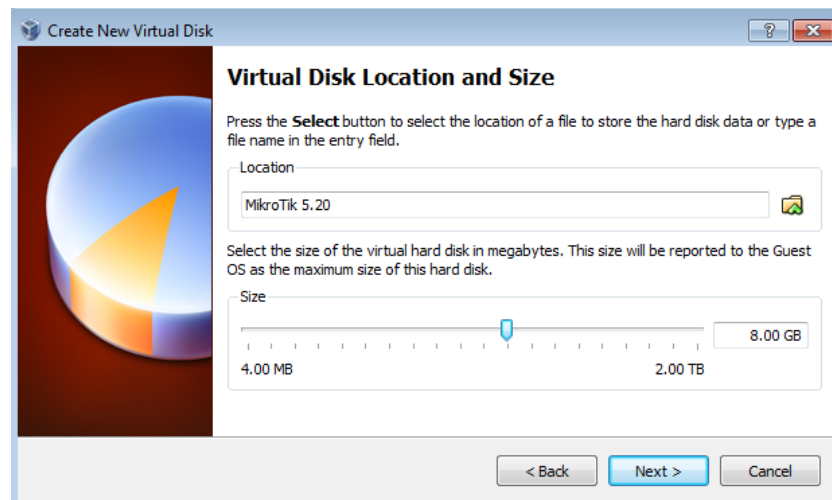 Create New Virtual Disk
Virtual Disk Location and Size
Press the Select button to select the location of a file to store the hard disk data or type a
file name in the entry field.
Location
MikroTik 5.20
Select the size of the virtual hard disk in megabytes. This size will be reported to the Guest
OS as the maximum size of this hard disk.
Size
8.00 GB
4.00 MB 2.00 TB
< Back Next > Cancel